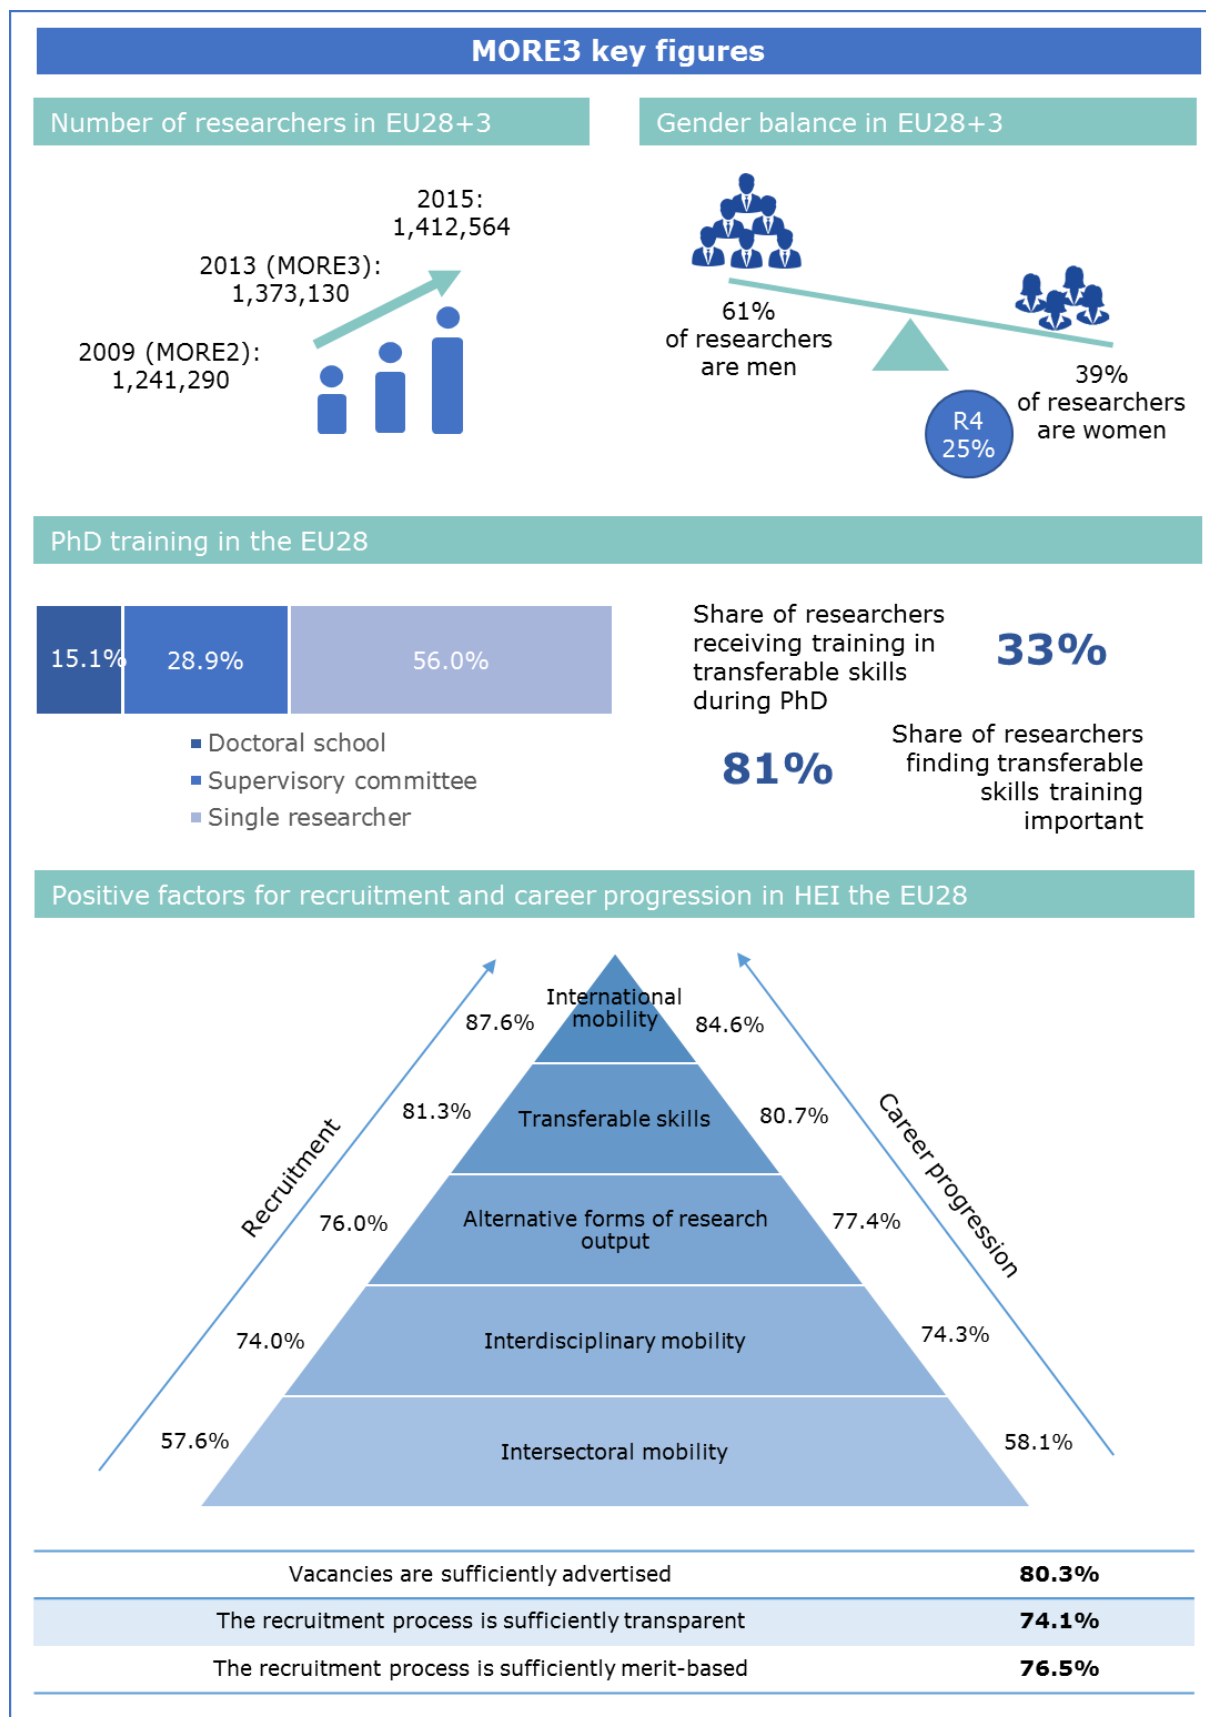 MORE3 key figures
Number of researchers in EU28+3
2015:
1,412,564
2013 (MORE3):
1,373,130
2009 (MORE2):
1,241,290
Gender balance in EU28+3
61%
of researchers
are men
39%
of researchers
are women
R4
25%
PhD training in the EU28
15.1%
28.9%
56.0%
Doctoral school
Supervisory committee
Single researcher
Share of researchers
receiving training in
transferable skills
during PhD
33%
81%
Share of researchers
finding transferable
skills training
important
Positive factors for recruitment and career progression in HEI the EU28
Recruitment
Career progression
87.6%
International
mobility
84.6%
81.3%
Transferable skills
80.7%
76.0%
Alternative forms of research
output
77.4%
74.0%
Interdisciplinary mobility
74.3%
57.6%
Intersectoral mobility
58.1%
Vacancies are sufficiently advertised 80.3%
The recruitment process is sufficiently transparent 74.1%
The recruitment process is sufficiently merit-based 76.5%